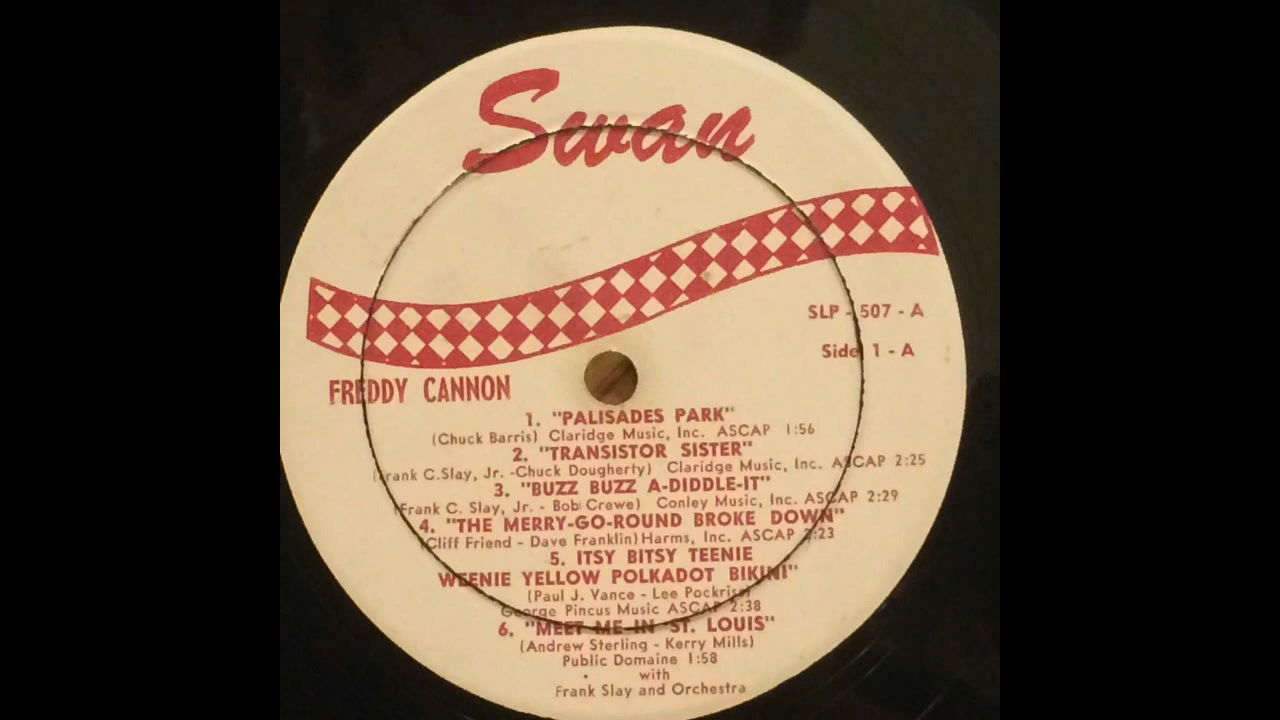 Swan
SLP - 507 - A
Side 1 - A
FREDDY CANNON
1. "PALISADES PARK"
(Chuck Barris) Claridge Music, Inc. ASCAP 1:56
2. "TRANSISTOR SISTER"
(Frank C.Slay, Jr. -Chuck Dougherty) Claridge Music, Inc. ASCAP 2:25
3. "BUZZ BUZZ A-DIDDLE-IT"
(Frank C. Slay, Jr. - Bob Crewe) Conley Music, Inc. ASCAP 2:29
4. "THE MERRY-GO-ROUND BROKE DOWN"
(Cliff Friend - Dave Franklin) Harms, Inc. ASCAP 2:23
5. ITSY BITSY TEENIE
WEENIE YELLOW POLKADOT BIKINI"
(Paul J. Vance - Lee Pockriss)
George Pincus Music ASCAP 2:38
6. "MEET ME IN ST. LOUIS"
(Andrew Sterling - Kerry Mills)
Public Domaine 1:58
with
Frank Slay and Orchestra